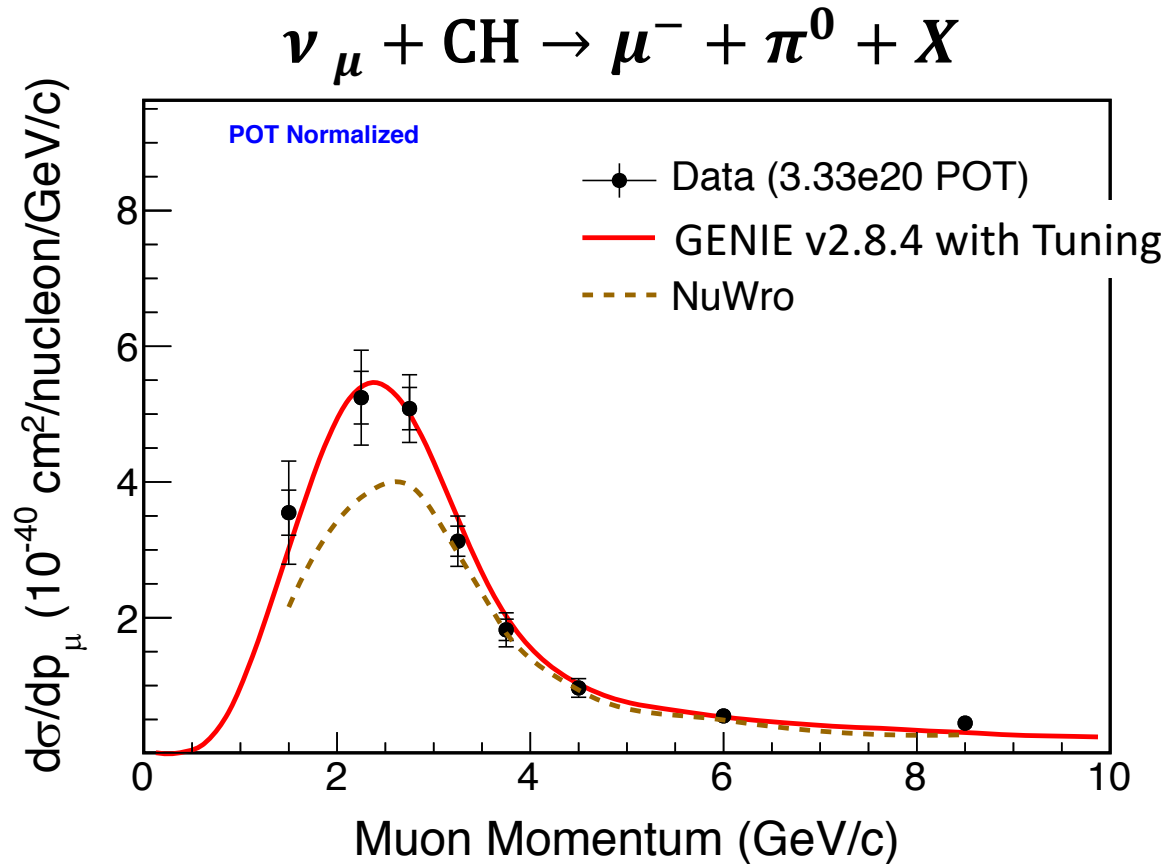 ν μ + CH → μ⁻ + π⁰ + X
POT Normalized
Data (3.33e20 POT)
GENIE v2.8.4 with Tuning
NuWro
dσ/dp_μ (10⁻⁴⁰ cm²/nucleon/GeV/c)
8
6
4
2
0 2 4 6 8 10
Muon Momentum (GeV/c)